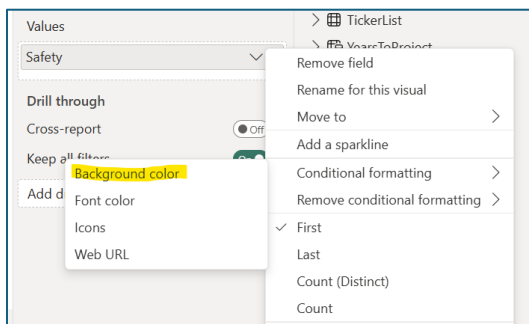 Values
Safety
Drill through
Cross-report
Off
Keep all filters
On
Add d
Background color
Font color
Icons
Web URL
TickerList
YearsToProject
Remove field
Rename for this visual
Move to
Add a sparkline
Conditional formatting
Remove conditional formatting
First
Last
Count (Distinct)
Count